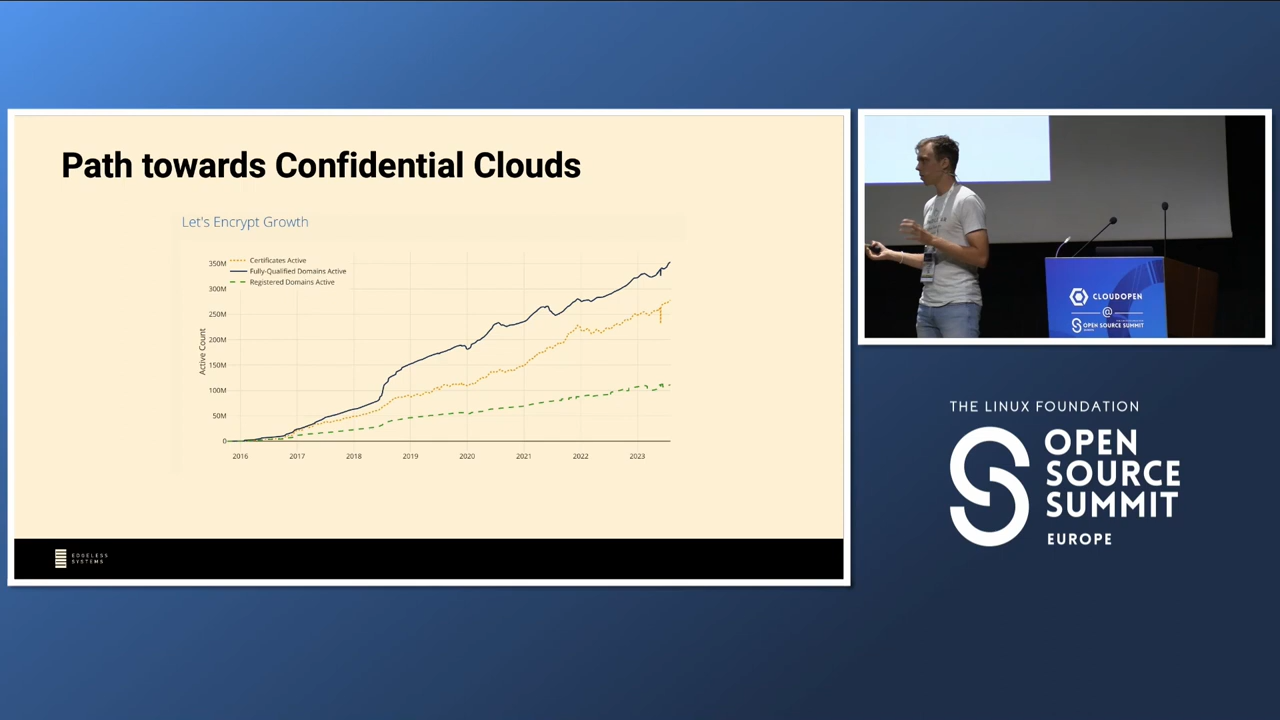 Path towards Confidential Clouds
Let's Encrypt Growth
Certificates Active
Fully-Qualified Domains Active
Registered Domains Active
Active Count
350M
300M
250M
200M
150M
100M
50M
0
2016 2017 2018 2019 2020 2021 2022 2023
EDGELESS
SYSTEMS
CLOUDOPEN
@
OPEN SOURCE SUMMIT
THE LINUX FOUNDATION
OPEN
SOURCE
SUMMIT
EUROPE